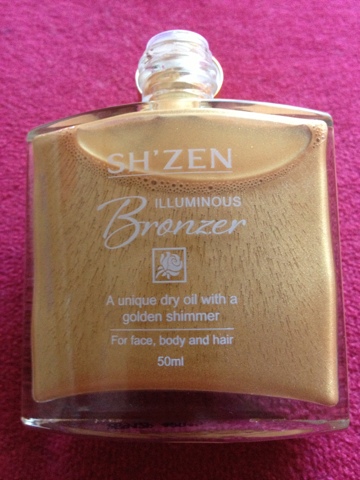 SH'ZEN
ILLUMINOUS
Bronzer
A unique dry oil with a
golden shimmer
For face, body and hair
50ml